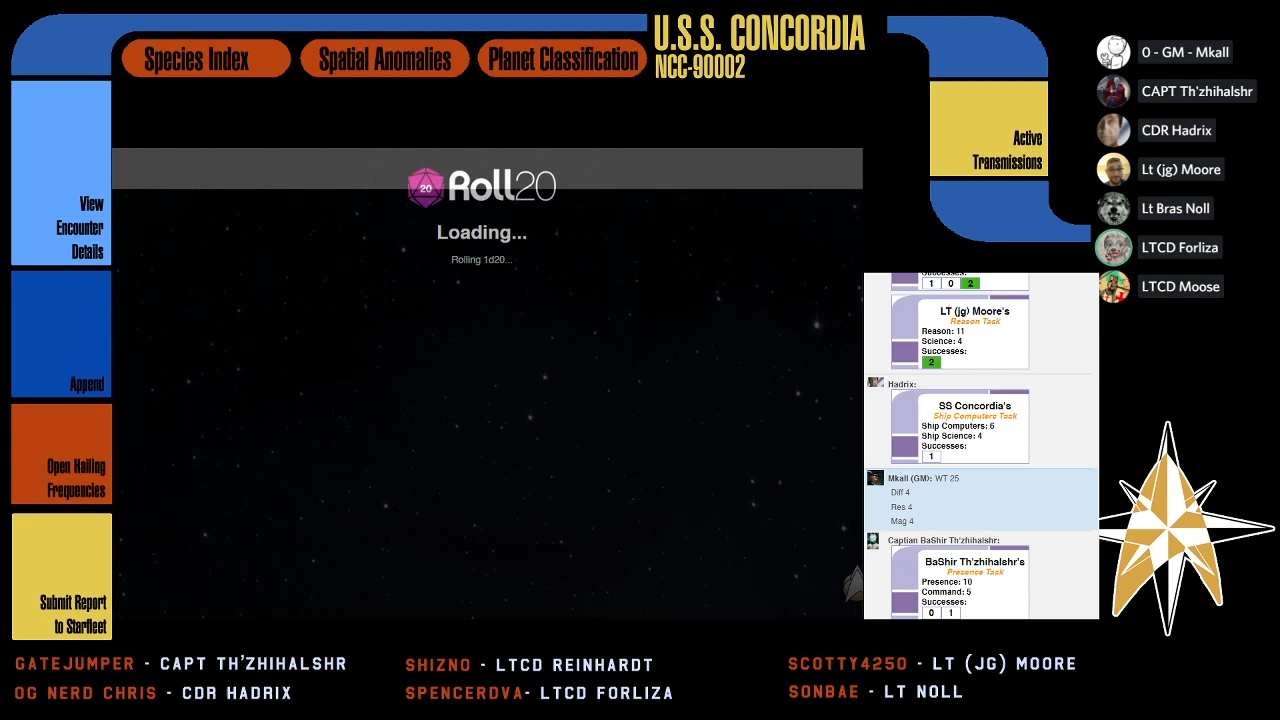 Species Index
Spatial Anomalies
Planet Classification
U.S.S. CONCORDIA
NCC-90002
View
Encounter
Details
Append
Open Hailing
Frequencies
Submit Report
to Starfleet
Active
Transmissions
0 - GM - Mkall
CAPT Th'zhihalshr
CDR Hadrix
Lt (jg) Moore
Lt Bras Noll
LTCD Forliza
LTCD Moose
20
Roll20
Loading...
Rolling 1d20...
Successes:
1 0 2
LT (jg) Moore's
Reason Task
Reason: 11
Science: 4
Successes:
2
Hadrix:
SS Concordia's
Ship Computers Task
Ship Computers: 6
Ship Science: 4
Successes:
1
Mkall (GM): WT 25
Diff 4
Res 4
Mag 4
Captian BaShir Th'zhihalshr:
BaShir Th'zhihalshr's
Presence Task
Presence: 10
Command: 5
Successes:
0 1
GATEJUMPER - CAPT TH'ZHIHALSHR
SHIZNO - LTCD REINHARDT
SCOTTY4250 - LT (JG) MOORE
OG NERD CHRIS - CDR HADRIX
SPENCERDVA- LTCD FORLIZA
SONBAE - LT NOLL